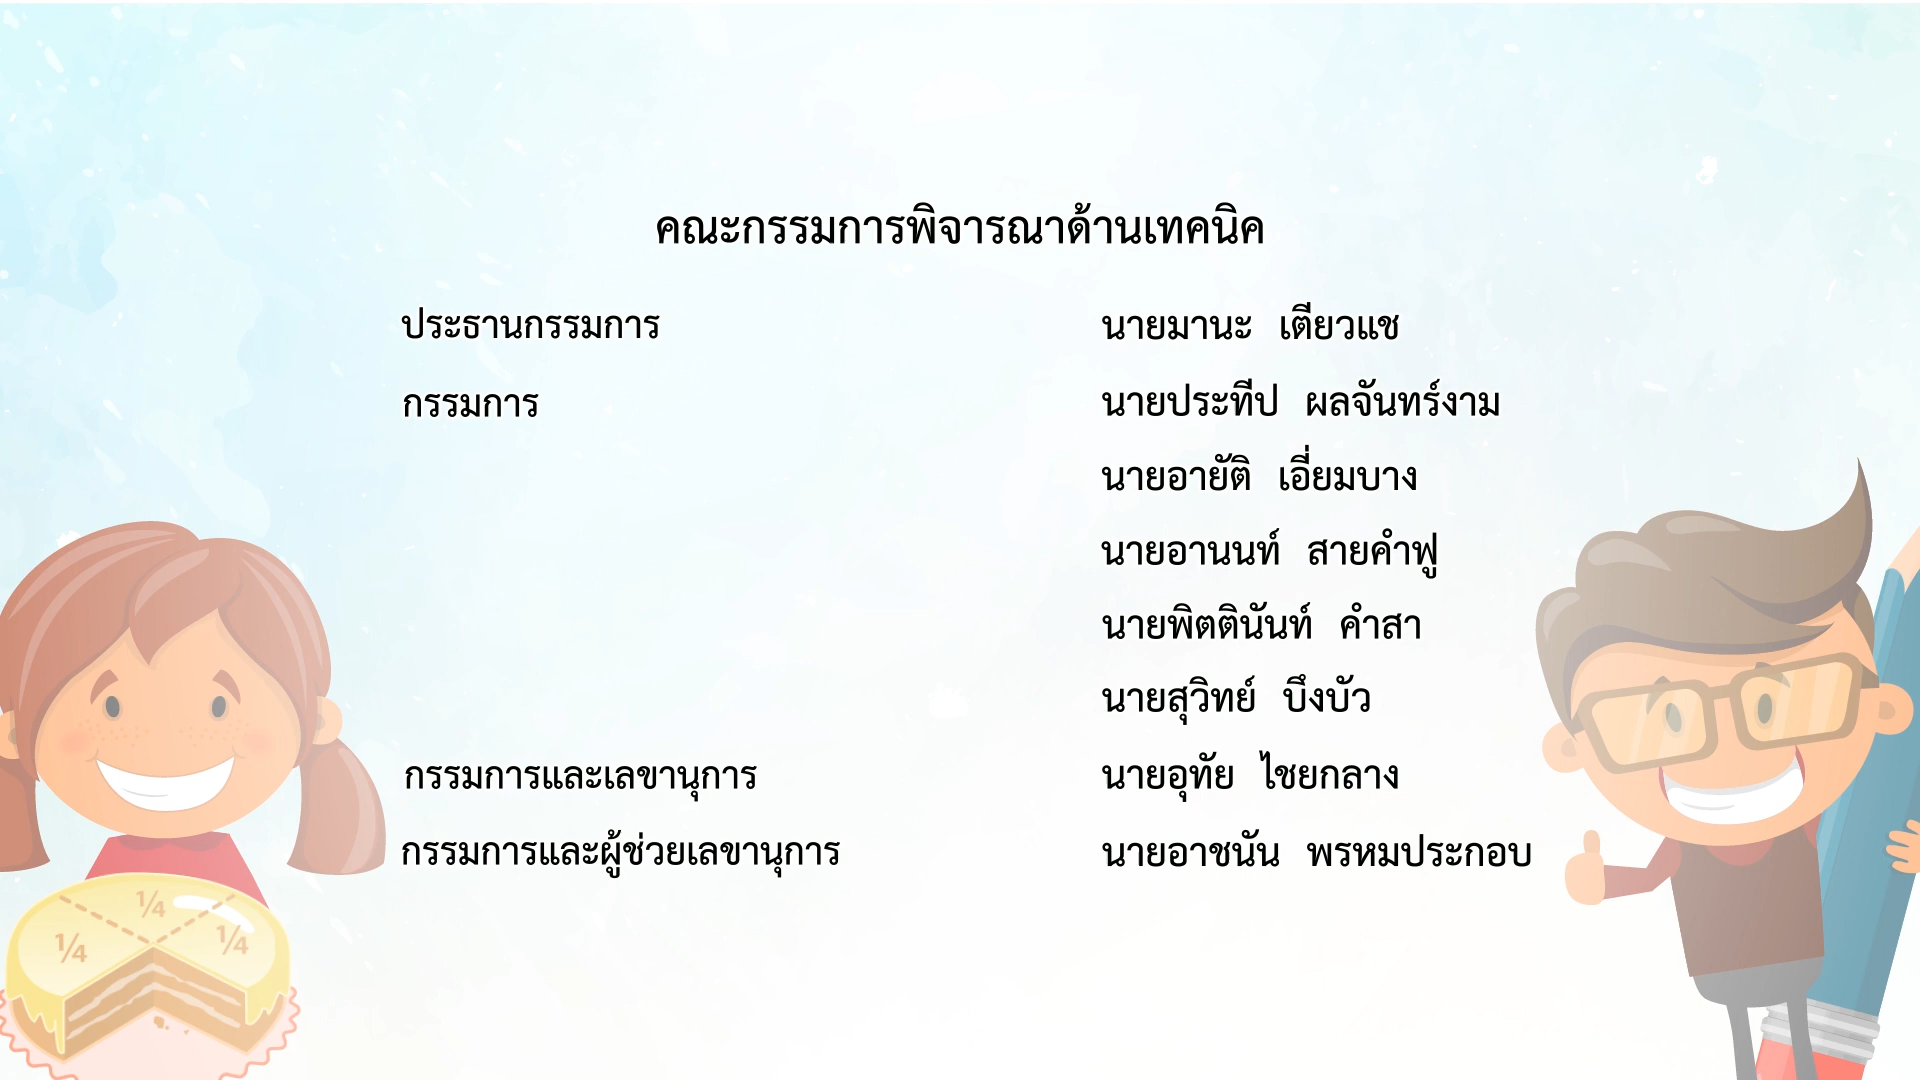 คณะกรรมการพิจารณาด้านเทคนิค
ประธานกรรมการ นายมานะ เตียวแซ
กรรมการ นายประทีป ผลจันทร์งาม
นายอายัติ เอี่ยมบาง
นายอานนท์ สายคำฟู
นายพิตตินันท์ คำสา
นายสุวิทย์ บึงบัว
กรรมการและเลขานุการ นายอุทัย ไชยกลาง
กรรมการและผู้ช่วยเลขานุการ นายอาชนัน พรหมประกอบ
1/4
1/4 1/4